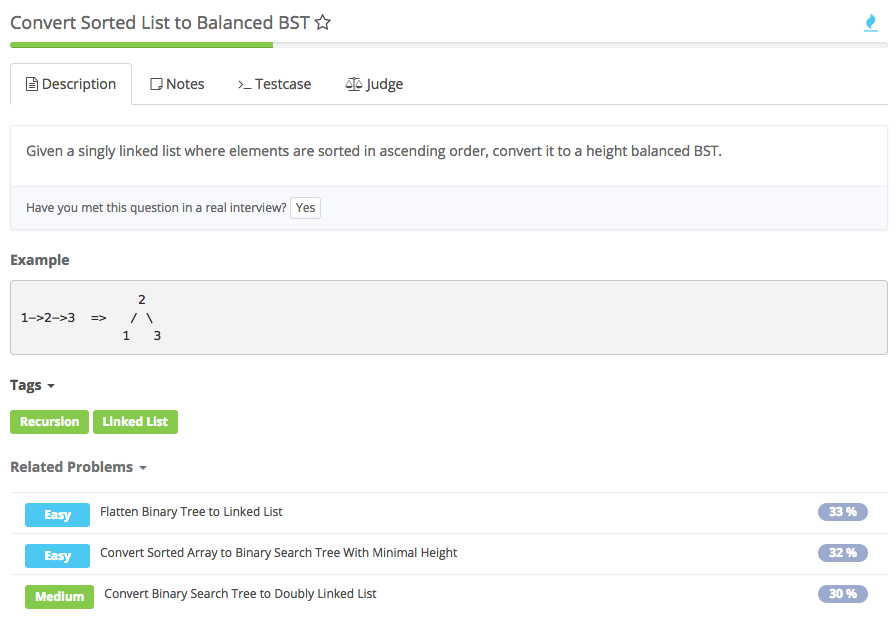 Convert Sorted List to Balanced BST
Description Notes >_ Testcase Judge
Given a singly linked list where elements are sorted in ascending order, convert it to a height balanced BST.
Have you met this question in a real interview? Yes
Example
2
1->2->3 => / \
1 3
Tags
Recursion Linked List
Related Problems
Easy Flatten Binary Tree to Linked List 33 %
Easy Convert Sorted Array to Binary Search Tree With Minimal Height 32 %
Medium Convert Binary Search Tree to Doubly Linked List 30 %